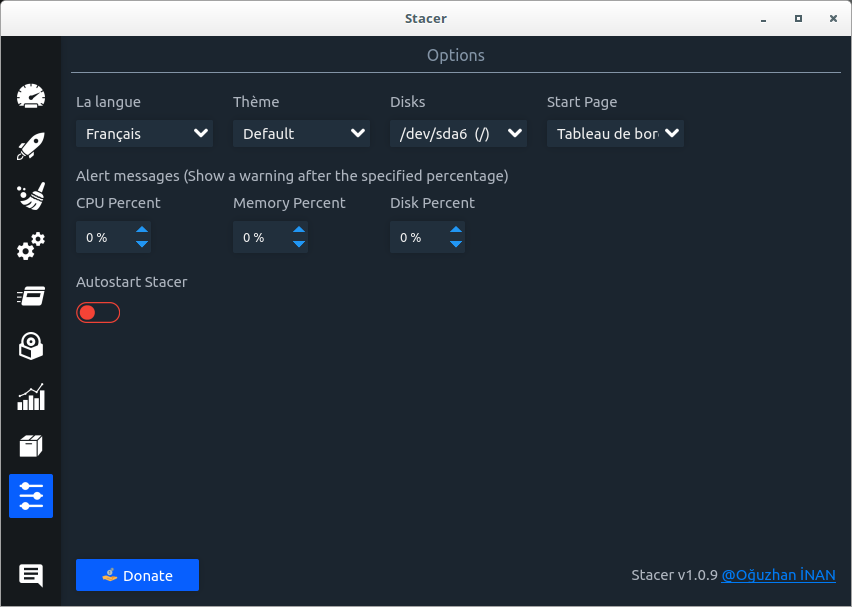 Stacer
Options
La langue Thème Disks Start Page
Français Default /dev/sda6 (/) Tableau de bor
Alert messages (Show a warning after the specified percentage)
CPU Percent Memory Percent Disk Percent
0 % 0 % 0 %
Autostart Stacer
Donate Stacer v1.0.9 @Oğuzhan İNAN